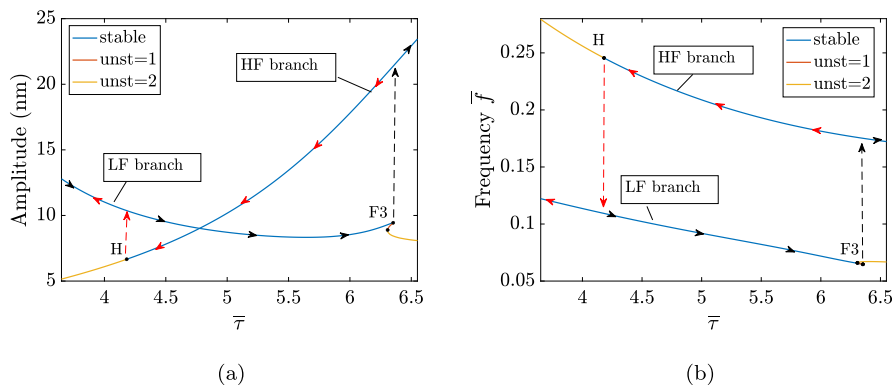 25
20
15
10
5
Amplitude (nm)
stable
unst=1
unst=2
HF branch
LF branch
H
F3
4
4.5
5
5.5
6
6.5
τ̅
(a)
0.25
0.2
0.15
0.1
0.05
Frequency f̅
H
HF branch
stable
unst=1
unst=2
LF branch
F3
4
4.5
5
5.5
6
6.5
τ̅
(b)